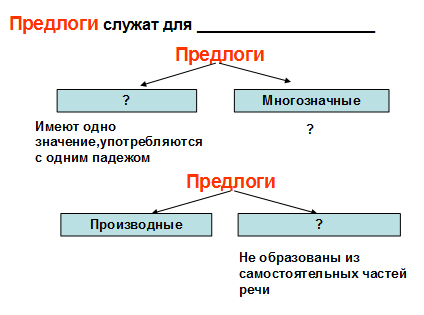 Предлоги служат для ___________________
Предлоги
?
Многозначные
Имеют одно
значение,употребляются
с одним падежом
?
Предлоги
Производные
?
Не образованы из
самостоятельных частей
речи